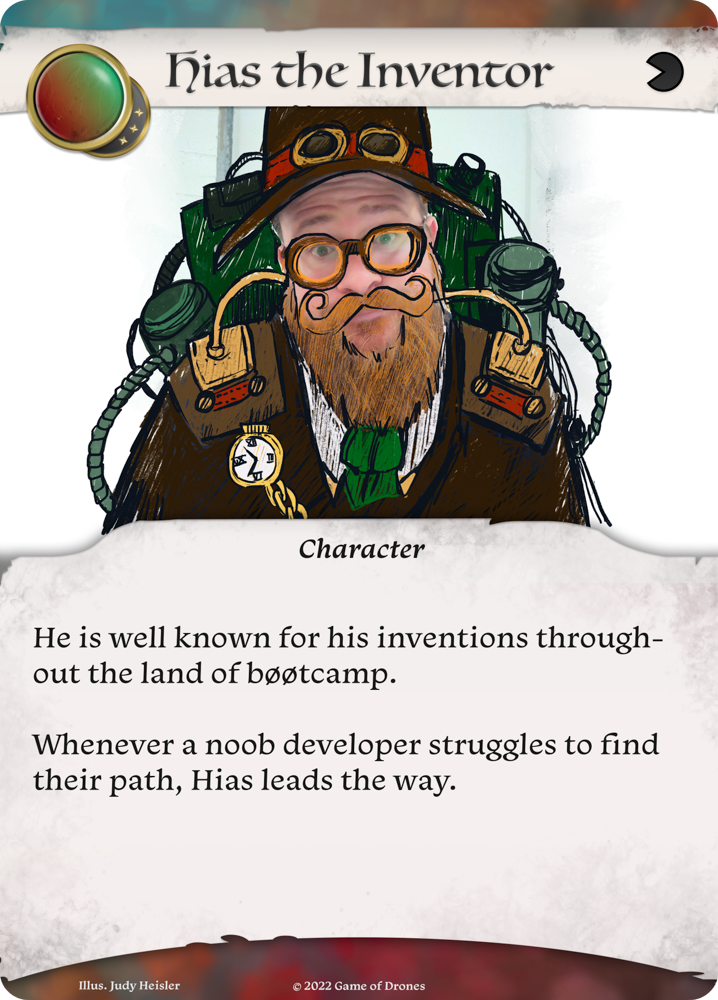 Hias the Inventor
Character
He is well known for his inventions through-
out the land of bøøtcamp.
Whenever a noob developer struggles to find
their path, Hias leads the way.
Illus. Judy Heisler
© 2022 Game of Drones